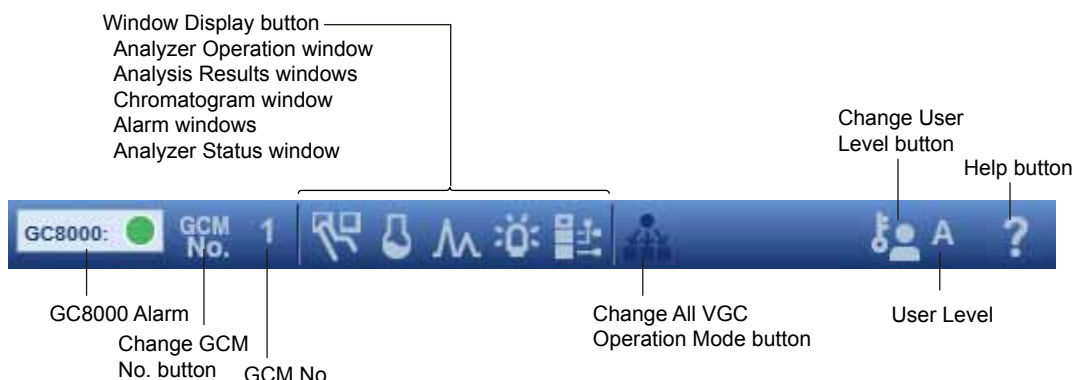 Window Display button
Analyzer Operation window
Analysis Results windows
Chromatogram window
Alarm windows
Analyzer Status window
Change User
Level button
Help button
GC8000:
GCM
No.
1
A
?
GC8000 Alarm
Change GCM
No. button
GCM No
Change All VGC
Operation Mode button
User Level